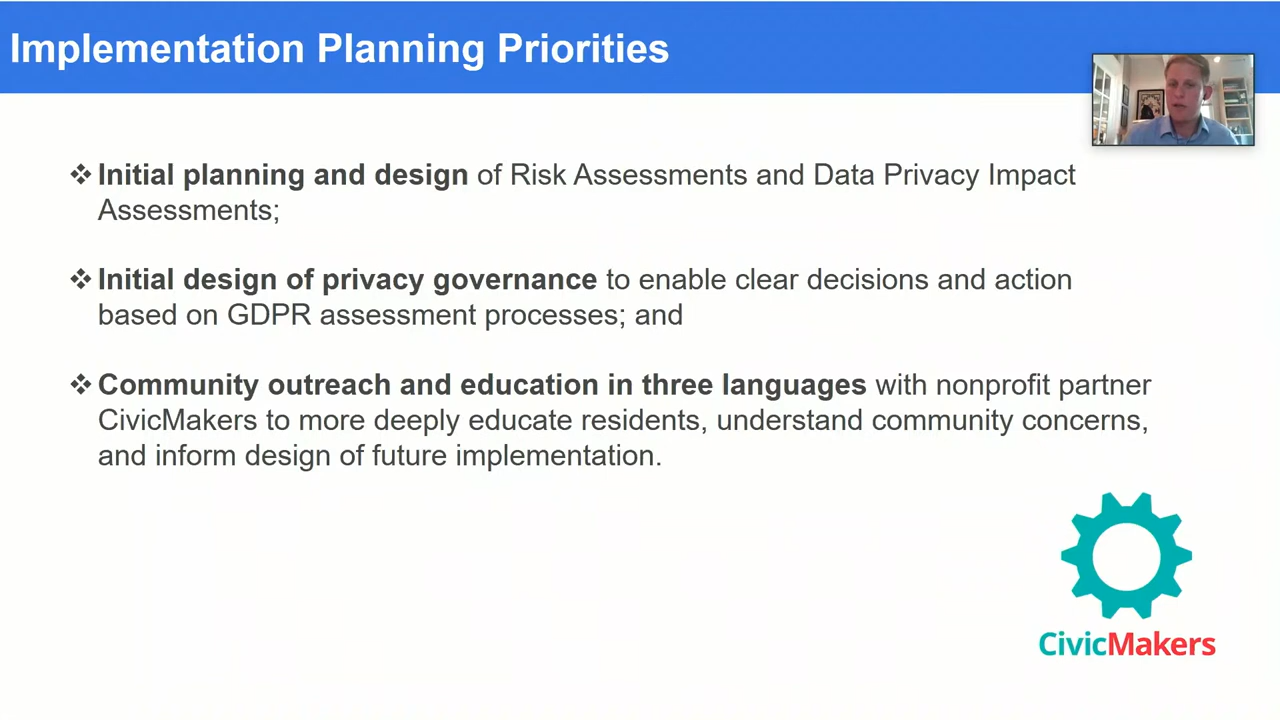 Implementation Planning Priorities
❖ Initial planning and design of Risk Assessments and Data Privacy Impact
Assessments;
❖ Initial design of privacy governance to enable clear decisions and action
based on GDPR assessment processes; and
❖ Community outreach and education in three languages with nonprofit partner
CivicMakers to more deeply educate residents, understand community concerns,
and inform design of future implementation.
CivicMakers